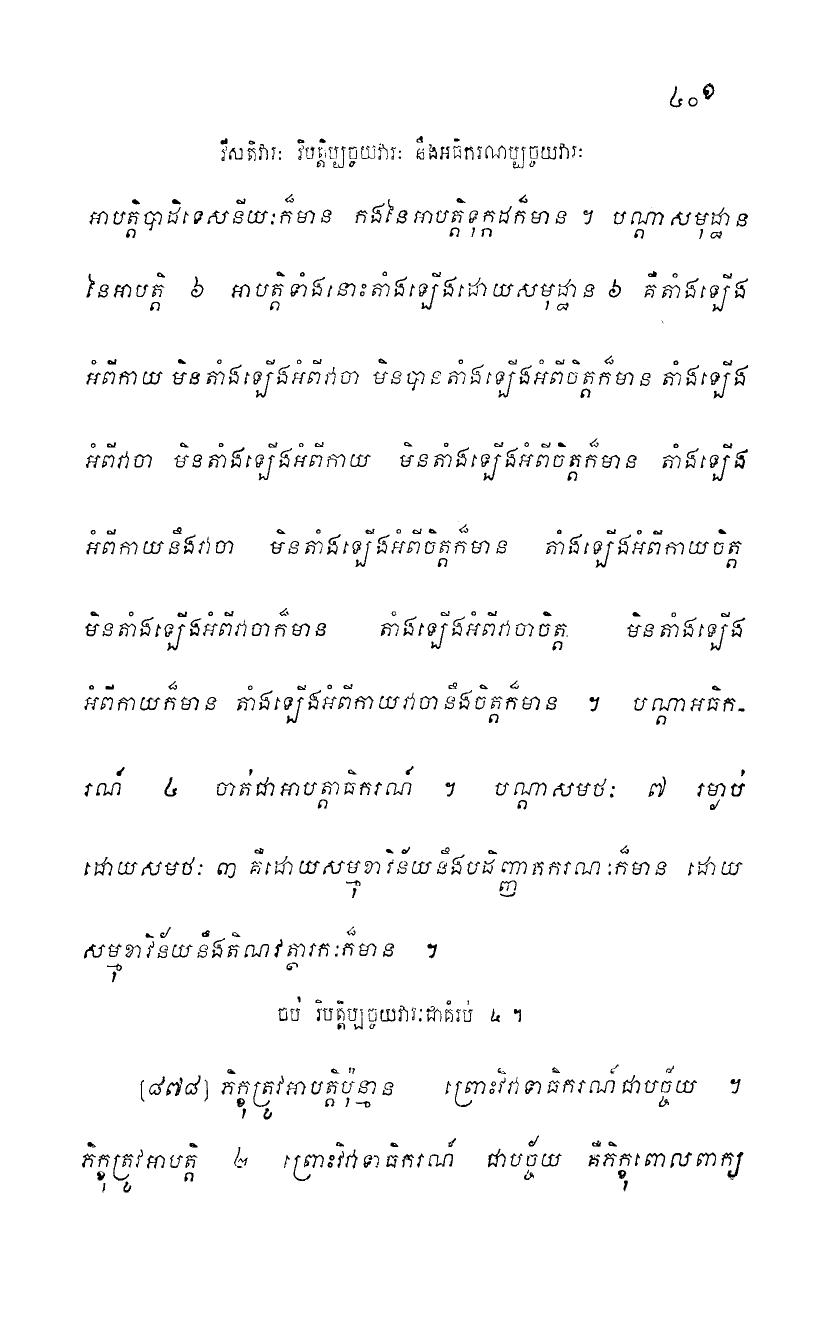 ៤០១
វីសតិវារៈ វិបត្តិប្បច្ចយវារៈ នឹងអធិករណប្បច្ចយវារៈ
អាបត្តិបាដិទេសនីយៈក៏មាន កងនៃអាបត្តិទុក្កដក៏មាន ។ បណ្តាសមុដ្ឋាន
នៃអាបត្តិ ៦ អាបត្តិទាំងនោះតាំងឡើងដោយសមុដ្ឋាន ៦ គឺតាំងឡើង
អំពីកាយ មិនតាំងឡើងអំពីវាចា មិនបានតាំងឡើងអំពីចិត្តក៏មាន តាំងឡើង
អំពីវាចា មិនតាំងឡើងអំពីកាយ មិនតាំងឡើងអំពីចិត្តក៏មាន តាំងឡើង
អំពីកាយនឹងវាចា មិនតាំងឡើងអំពីចិត្តក៏មាន តាំងឡើងអំពីកាយចិត្ត
មិនតាំងឡើងអំពីវាចាក៏មាន តាំងឡើងអំពីវាចាចិត្ត មិនតាំងឡើង
អំពីកាយក៏មាន តាំងឡើងអំពីកាយវាចានឹងចិត្តក៏មាន ។ បណ្តាអធិក-
រណ៍ ៤ ចាត់ជាអាបត្តាធិករណ៍ ។ បណ្តាសមថៈ ៧ រម្ងាប់
ដោយសមថៈ ៣ គឺដោយសម្មុខាវិន័យនឹងបដិញ្ញាតករណៈក៏មាន ដោយ
សម្មុខាវិន័យនឹងតិណវត្ថារកៈក៏មាន ។
ចប់ វិបត្តិប្បច្ចយវារៈជាគំរប់ ៤ ។
(៨៧៨) ភិក្ខុត្រូវអាបត្តិប៉ុន្មាន ព្រោះវិវាទាធិករណ៍ជាបច្ច័យ ។
ភិក្ខុត្រូវអាបត្តិ ២ ព្រោះវិវាទាធិករណ៍ ជាបច្ច័យ គឺភិក្ខុពោលពាក្យ